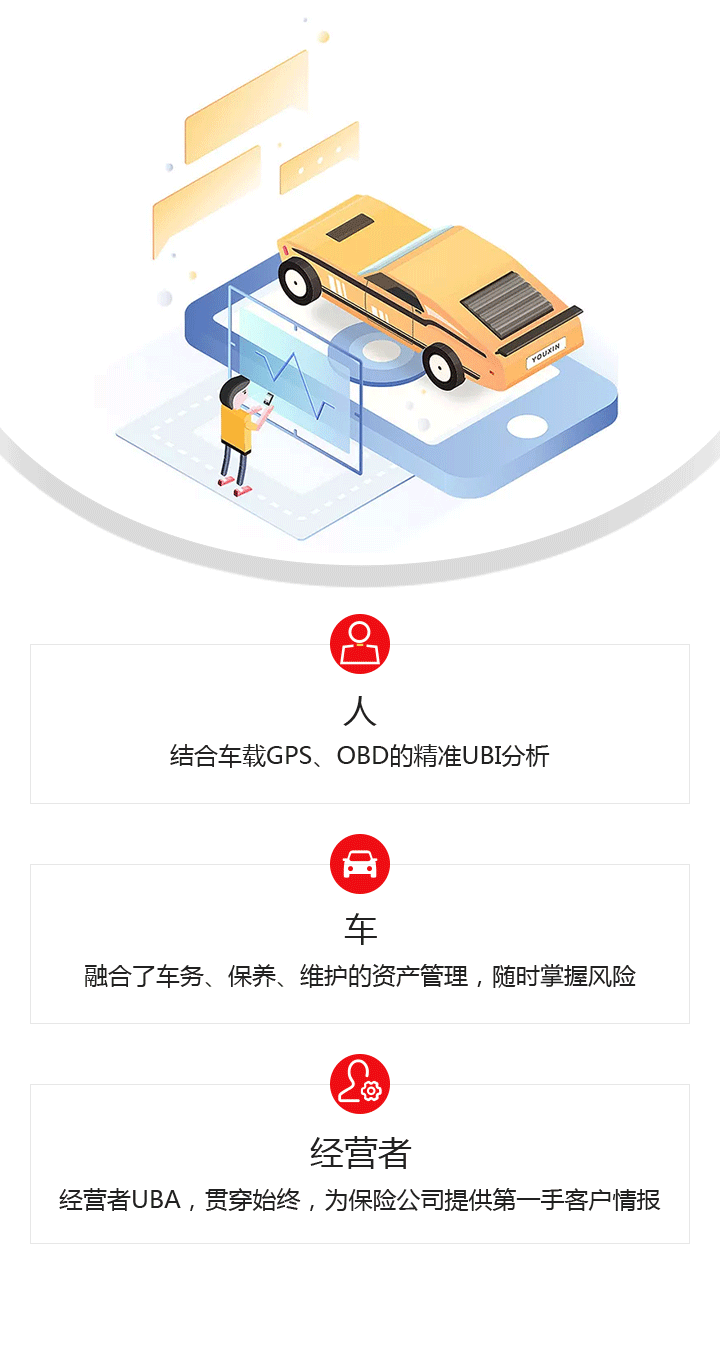 YOUXIN
人
结合车载GPS、OBD的精准UBI分析
车
融合了车务、保养、维护的资产管理，随时掌握风险
经营者
经营者UBA，贯穿始终，为保险公司提供第一手客户情报